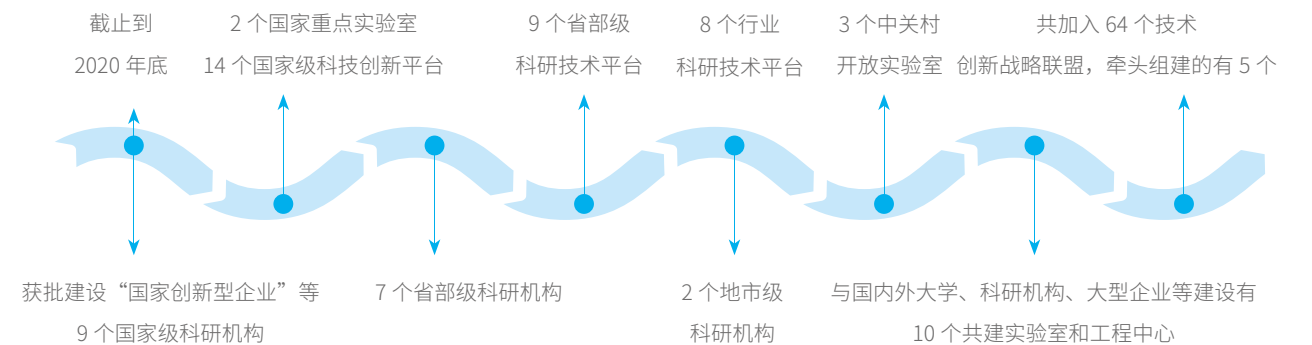 截止到
2020 年底
2 个国家重点实验室
14 个国家级科技创新平台
9 个省部级
科研技术平台
8 个行业
科研技术平台
3 个中关村
开放实验室
共加入 64 个技术
创新战略联盟，牵头组建的有 5 个
获批建设“国家创新型企业”等
9 个国家级科研机构
7 个省部级科研机构
2 个地市级
科研机构
与国内外大学、科研机构、大型企业等建设有
10 个共建实验室和工程中心